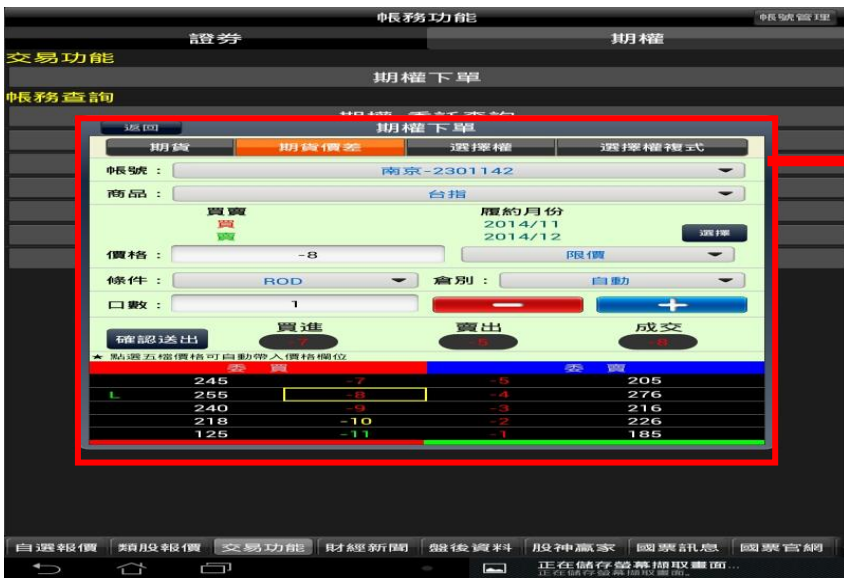 帳務功能 帳號管理
證券 期權
交易功能
期權下單
帳務查詢
返回 期權下單
期貨 期貨價差 選擇權 選擇權複式
帳號： 南京-2301142
商品： 台指
買賣 履約月份
買 2014/11
賣 2014/12 選擇
價格： -8 限價
條件： ROD 倉別： 自動
口數： 1 − +
買進 賣出 成交
確認送出 -7 -5 -8
★ 點選五檔價格可自動帶入價格欄位
委 買 委 賣
245 -7 -5 205
L 255 -8 -4 276
240 -9 -3 216
218 -10 -2 226
125 -11 -1 185
自選報價 類股報價 交易功能 財經新聞 盤後資料 股神贏家 國票訊息 國票官網
正在儲存螢幕擷取畫面...
正在儲存螢幕擷取畫面。